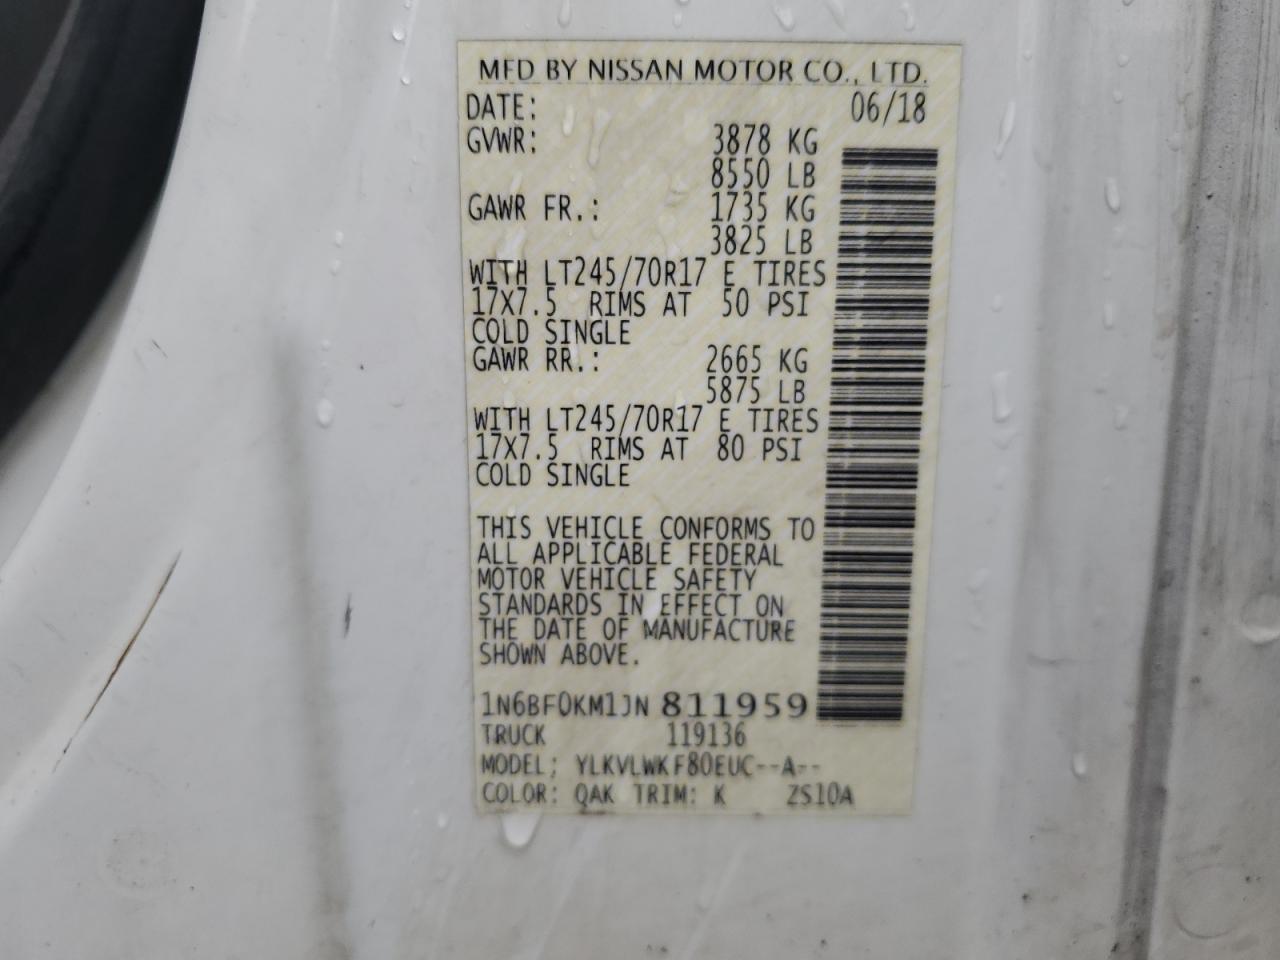 MFD BY NISSAN MOTOR CO., LTD.
DATE: 06/18
GVWR: 3878 KG
8550 LB
GAWR FR.: 1735 KG
3825 LB
WITH LT245/70R17 E TIRES
17X7.5 RIMS AT 50 PSI
COLD SINGLE
GAWR RR.: 2665 KG
5875 LB
WITH LT245/70R17 E TIRES
17X7.5 RIMS AT 80 PSI
COLD SINGLE
THIS VEHICLE CONFORMS TO
ALL APPLICABLE FEDERAL
MOTOR VEHICLE SAFETY
STANDARDS IN EFFECT ON
THE DATE OF MANUFACTURE
SHOWN ABOVE.
1N6BF0KM1JN 811959
TRUCK 119136
MODEL: YLKVLWKF80EUC--A--
COLOR: QAK TRIM: K ZS10A